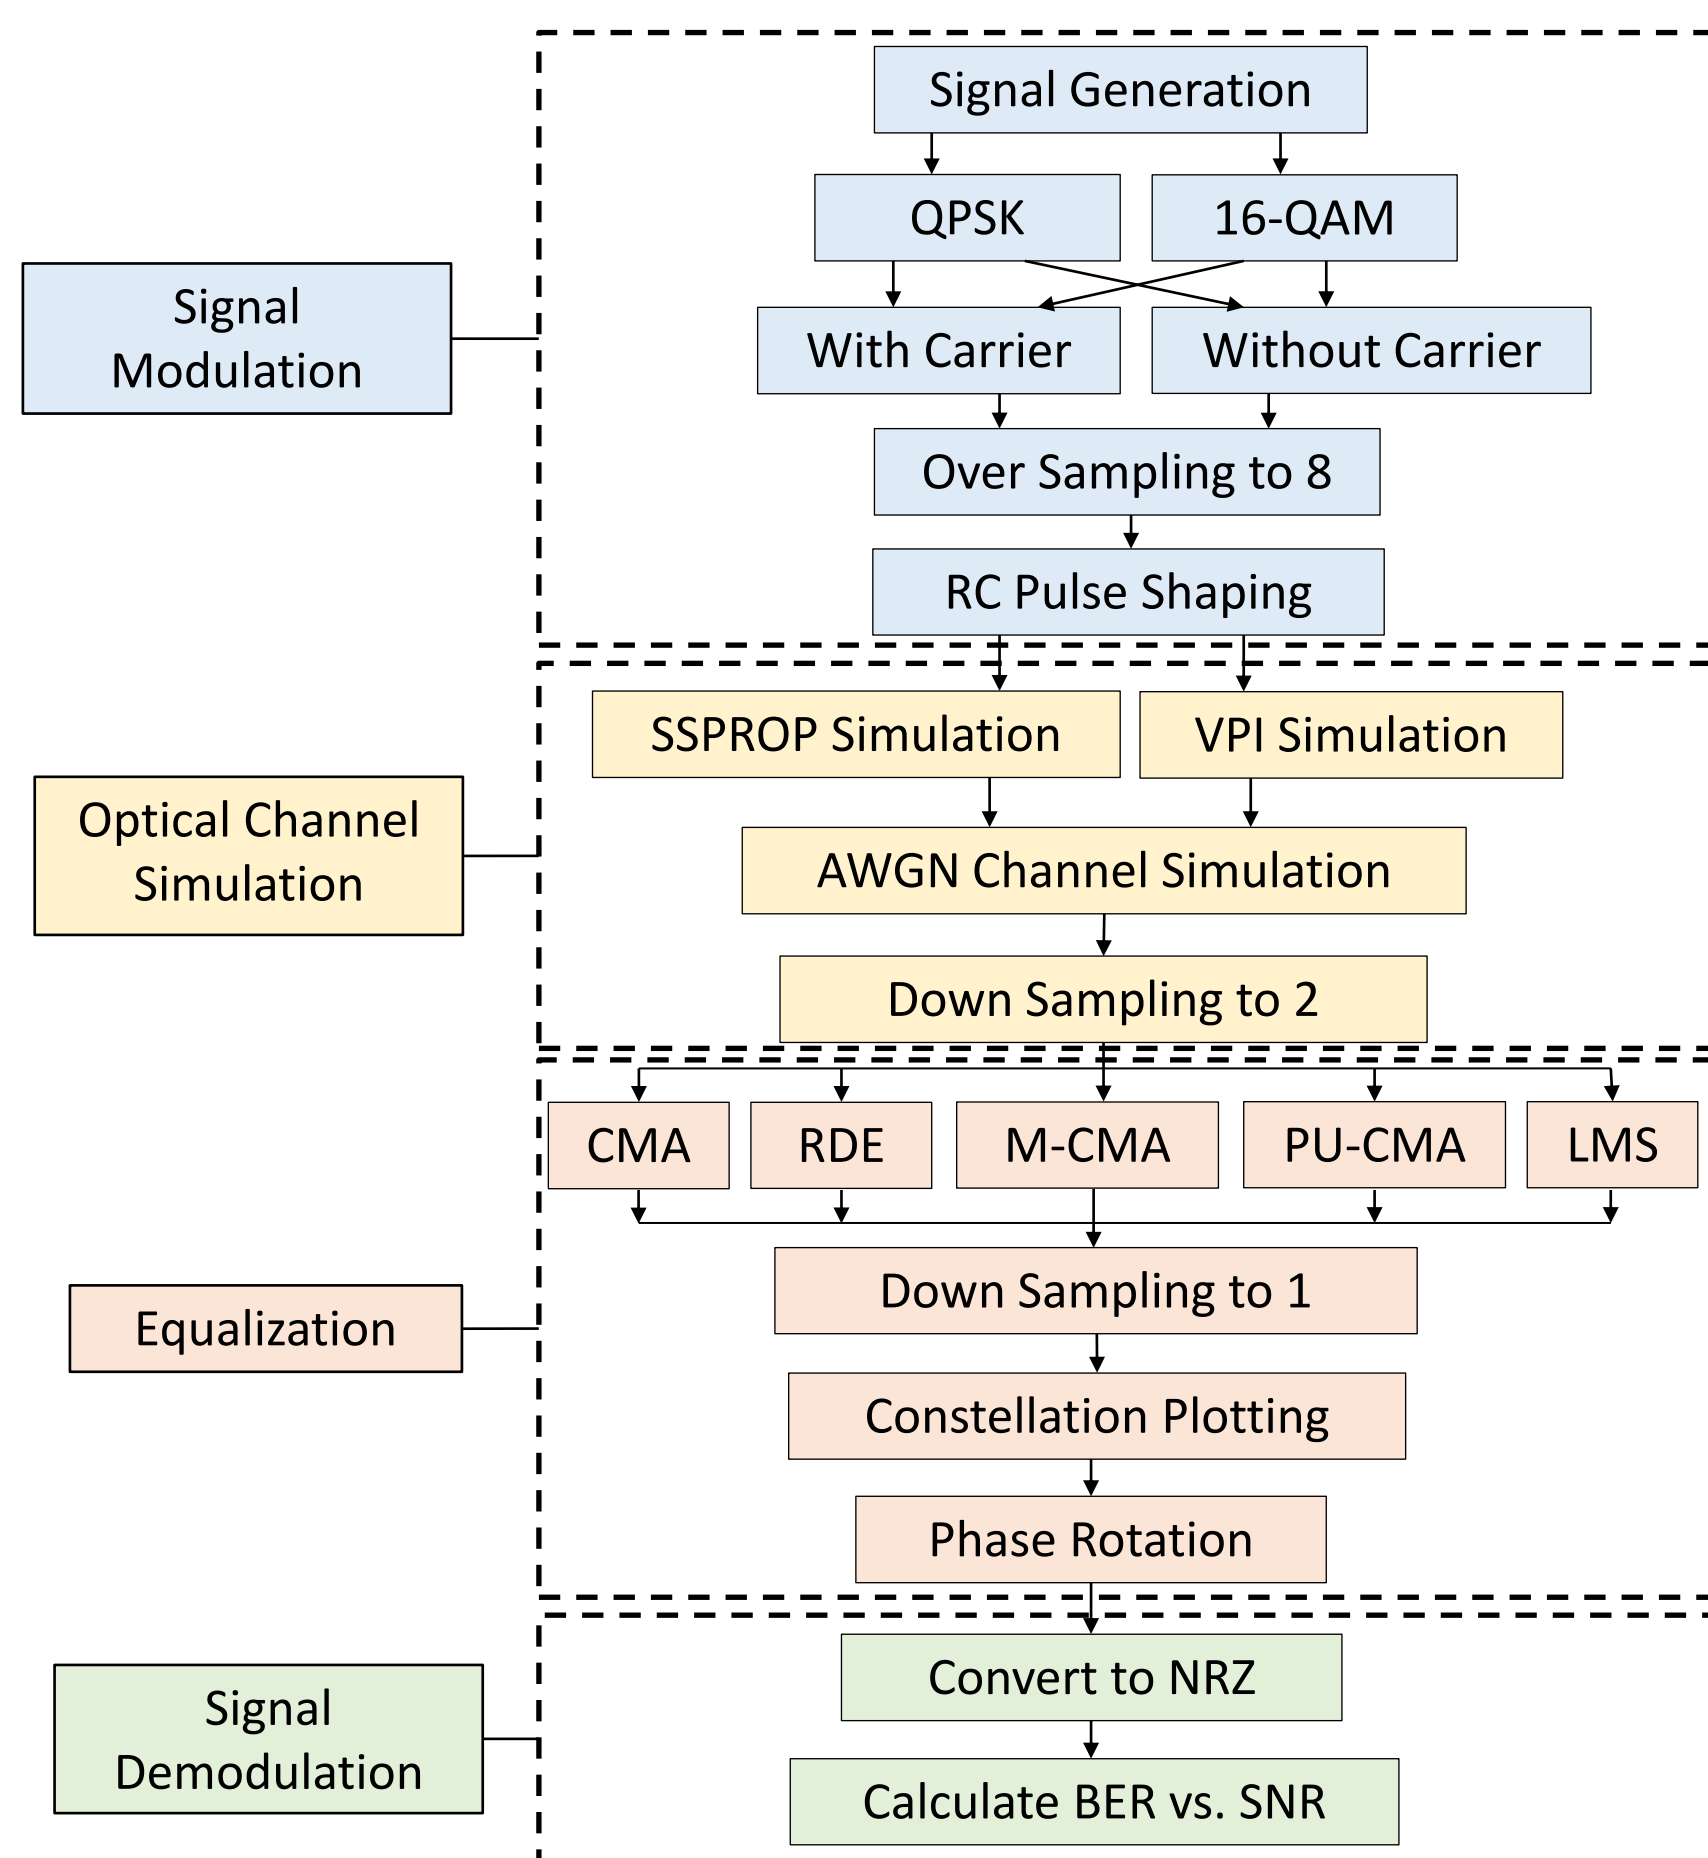 Signal Generation
QPSK
16-QAM
Signal
Modulation
With Carrier
Without Carrier
Over Sampling to 8
RC Pulse Shaping
SSPROP Simulation
VPI Simulation
Optical Channel
Simulation
AWGN Channel Simulation
Down Sampling to 2
CMA
RDE
M-CMA
PU-CMA
LMS
Equalization
Down Sampling to 1
Constellation Plotting
Phase Rotation
Signal
Demodulation
Convert to NRZ
Calculate BER vs. SNR